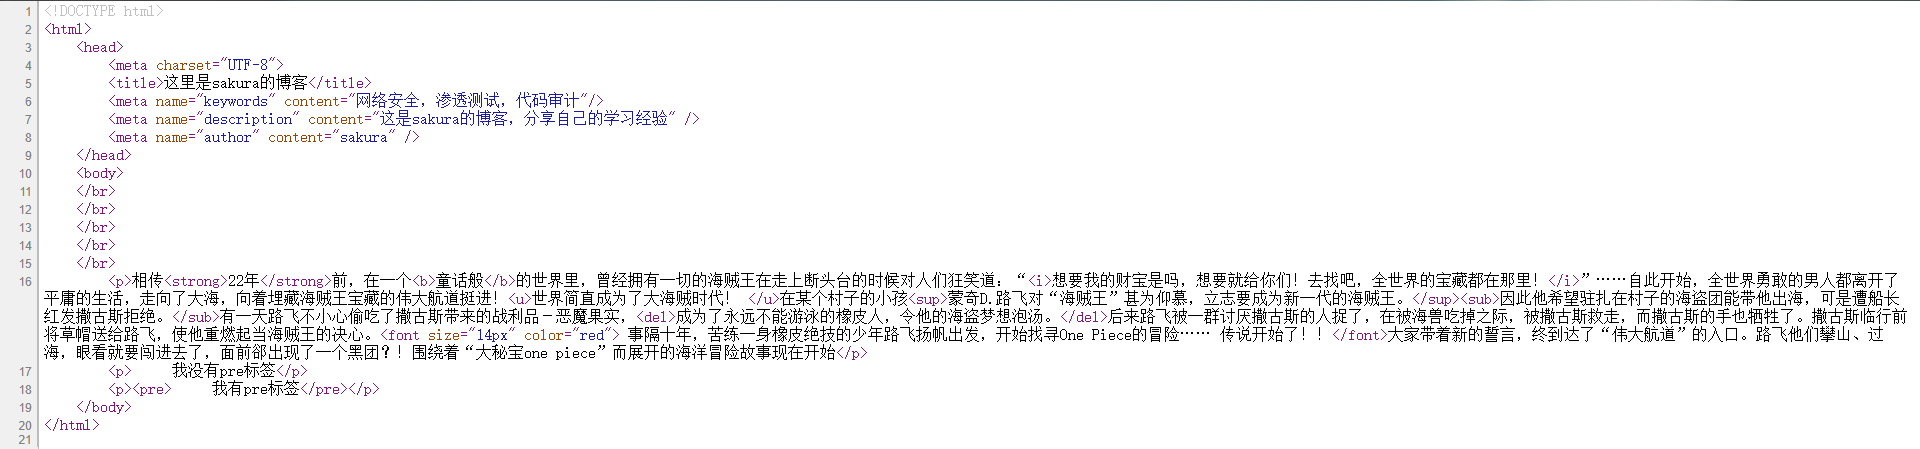 1 <!DOCTYPE html>
2 <html>
3 <head>
4 <meta charset="UTF-8">
5 <title>这里是sakura的博客</title>
6 <meta name="keywords" content="网络安全，渗透测试，代码审计"/>
7 <meta name="description" content="这是sakura的博客，分享自己的学习经验" />
8 <meta name="author" content="sakura" />
9 </head>
10 <body>
11 </br>
12 </br>
13 </br>
14 </br>
15 </br>
16 <p>相传<strong>22年</strong>前，在一个<b>童话般</b>的世界里，曾经拥有一切的海贼王在走上断头台的时候对人们狂笑道：“<i>想要我的财宝是吗，想要就给你们！去找吧，全世界的宝藏都在那里！</i>”……自此开始，全世界勇敢的男人都离开了
平庸的生活，走向了大海，向着埋藏海贼王宝藏的伟大航道挺进！<u>世界简直成为了大海贼时代！ </u>在某个村子的小孩<sup>蒙奇D.路飞对“海贼王”甚为仰慕，立志要成为新一代的海贼王。</sup><sub>因此他希望驻扎在村子的海盗团能带他出海，可是遭船长
红发撒古斯拒绝。</sub>有一天路飞不小心偷吃了撒古斯带来的战利品－恶魔果实，<del>成为了永远不能游泳的橡皮人，令他的海盗梦想泡汤。</del>后来路飞被一群讨厌撒古斯的人捉了，在被海兽吃掉之际，被撒古斯救走，而撒古斯的手也牺牲了。撒古斯临行前
将草帽送给路飞，使他重燃起当海贼王的决心。<font size="14px" color="red"> 事隔十年，苦练一身橡皮绝技的少年路飞扬帆出发，开始找寻One Piece的冒险…… 传说开始了！！</font>大家带着新的誓言，终到达了“伟大航道”的入口。路飞他们攀山、过
海，眼看就要闯进去了，面前郤出现了一个黑团？！围绕着“大秘宝one piece”而展开的海洋冒险故事现在开始</p>
17 <p>     我没有pre标签</p>
18 <p><pre>     我有pre标签</pre></p>
19 </body>
20 </html>
21